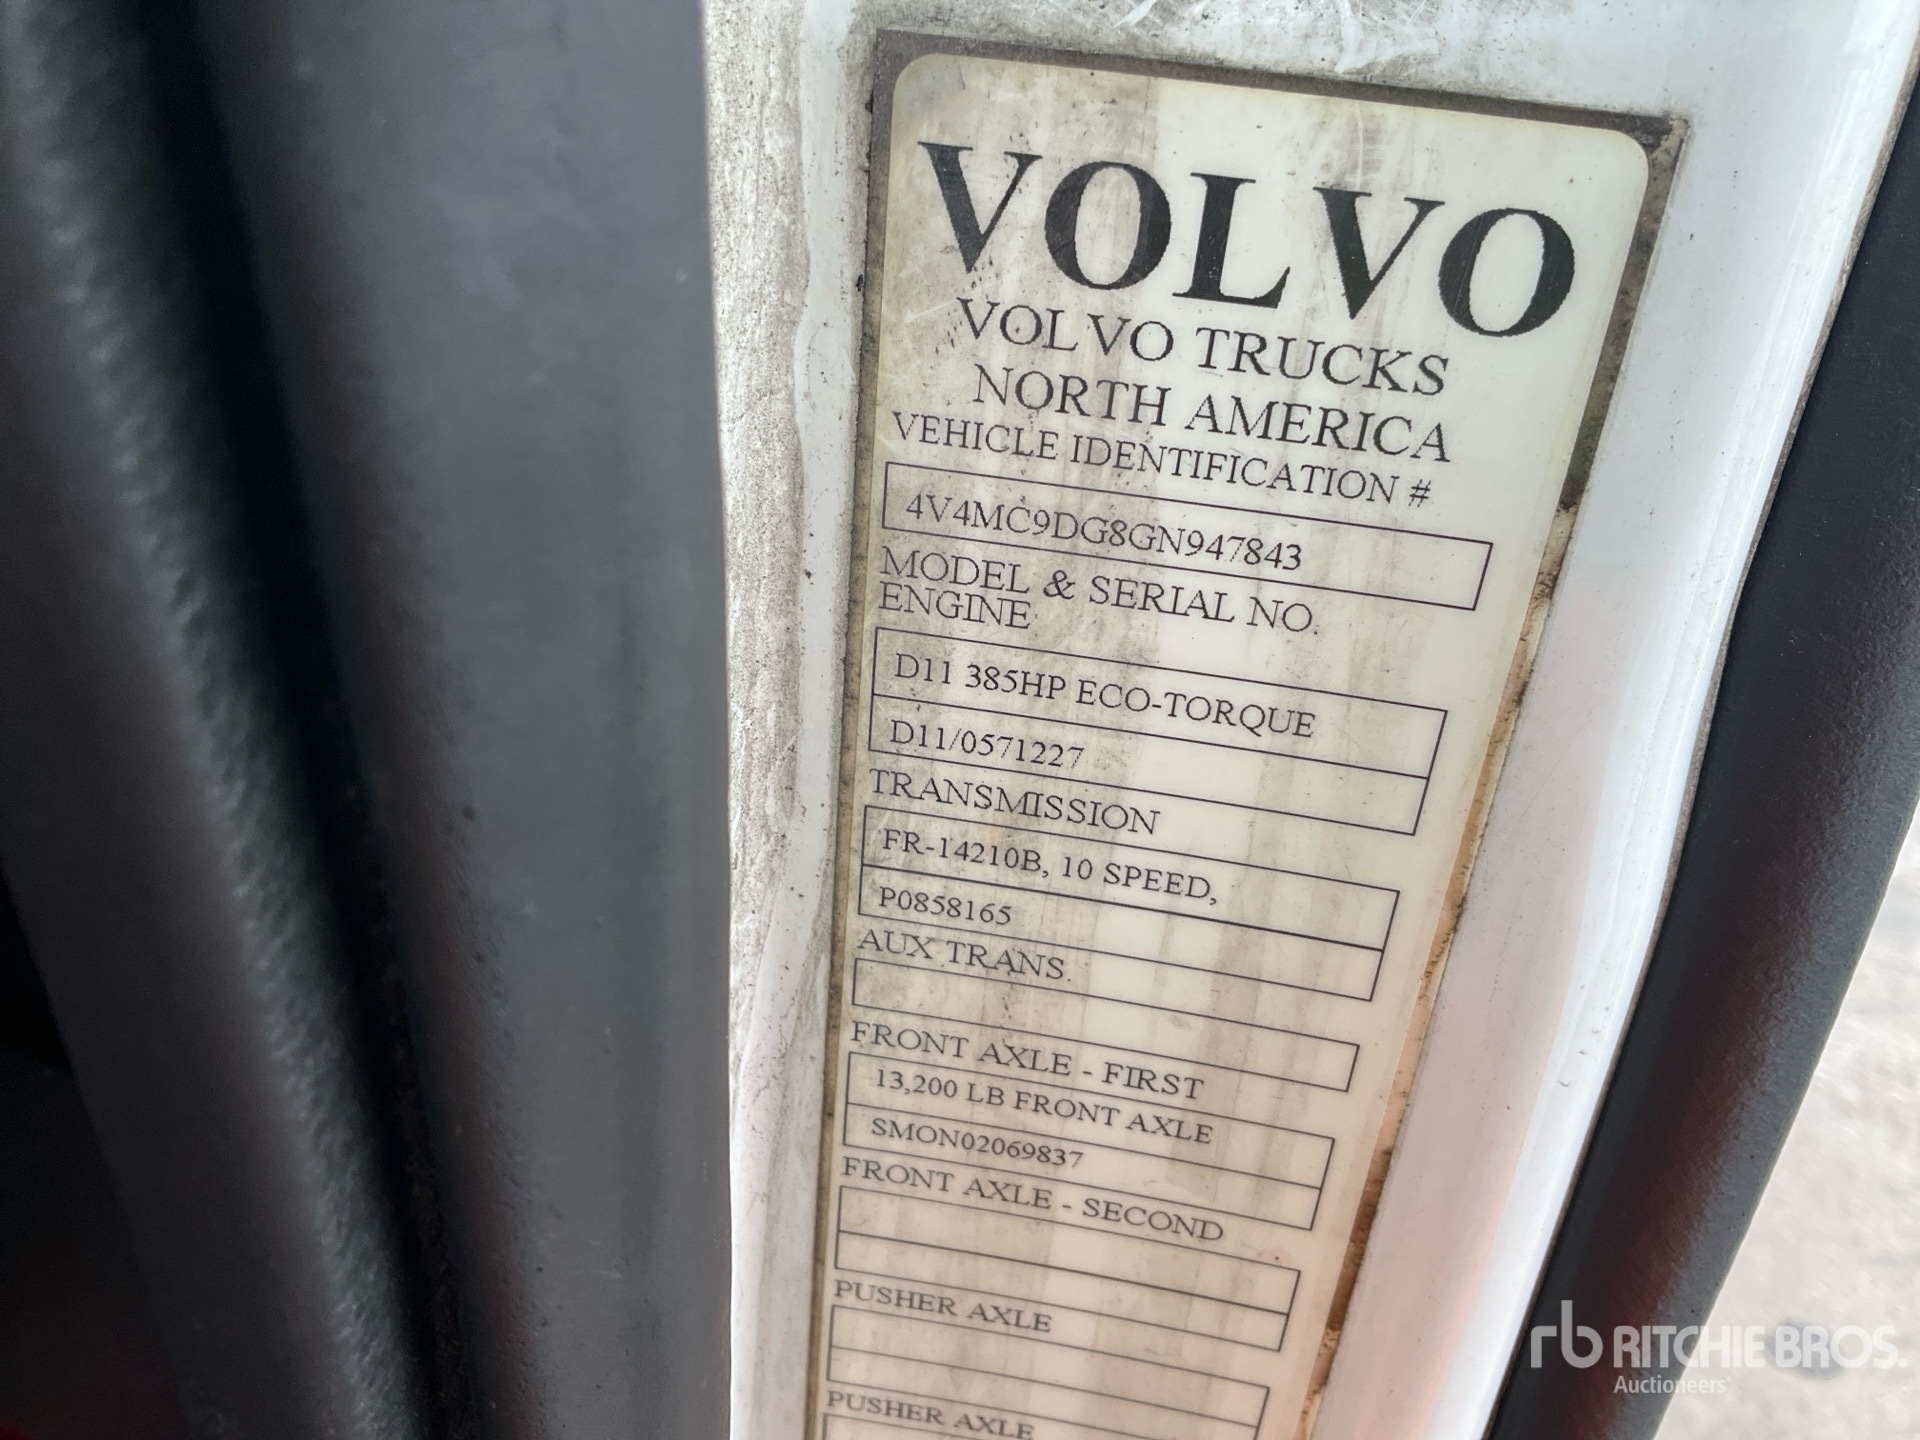 VOLVO
VOLVO TRUCKS
NORTH AMERICA
VEHICLE IDENTIFICATION #
4V4MC9DG8GN947843
MODEL & SERIAL NO.
ENGINE
D11 385HP ECO-TORQUE
D11/0571227
TRANSMISSION
FR-14210B, 10 SPEED,
P0858165
AUX TRANS.
FRONT AXLE - FIRST
13,200 LB FRONT AXLE
SMON02069837
FRONT AXLE - SECOND
PUSHER AXLE
PUSHER AXLE
rb RITCHIE BROS.
Auctioneers